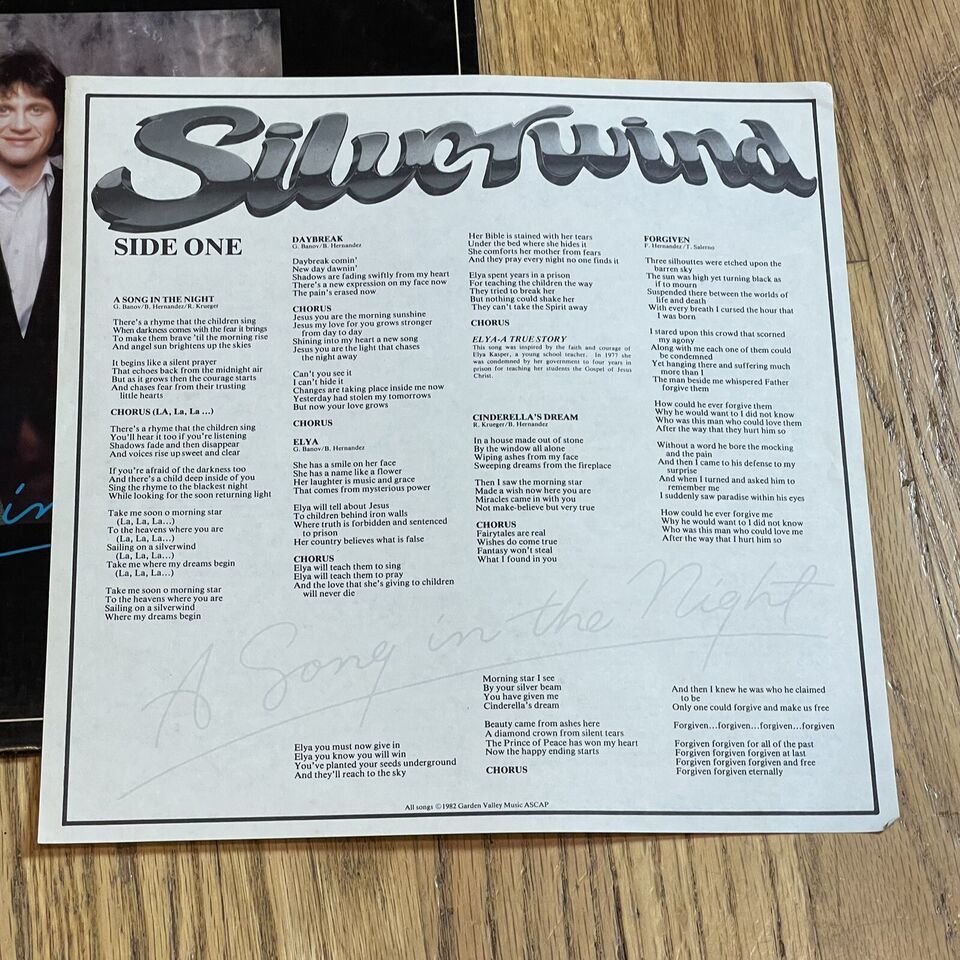 Silverwind
SIDE ONE
A SONG IN THE NIGHT
G. Banov/B. Hernandez/R. Krueger
There's a rhyme that the children sing
When darkness comes with the fear it brings
To make them brave 'til the morning rise
And angel sun brightens up the skies
It begins like a silent prayer
That echoes back from the midnight air
But as it grows then the courage starts
And chases fear from their trusting
little hearts
CHORUS (LA, La, La ...)
There's a rhyme that the children sing
You'll hear it too if you're listening
Shadows fade and then disappear
And voices rise up sweet and clear
If you're afraid of the darkness too
And there's a child deep inside of you
Sing the rhyme to the blackest night
While looking for the soon returning light
Take me soon o morning star
(La, La, La...)
To the heavens where you are
(La, La, La...)
Sailing on a silverwind
(La, La, La...)
Take me where my dreams begin
(La, La, La...)
Take me soon o morning star
To the heavens where you are
Sailing on a silverwind
Where my dreams begin
DAYBREAK
G. Banov/B. Hernandez
Daybreak comin'
New day dawnin'
Shadows are fading swiftly from my heart
There's a new expression on my face now
The pain's erased now
CHORUS
Jesus you are the morning sunshine
Jesus my love for you grows stronger
from day to day
Shining into my heart a new song
Jesus you are the light that chases
the night away
Can't you see it
I can't hide it
Changes are taking place inside me now
Yesterday had stolen my tomorrows
But now your love grows
CHORUS
ELYA
G. Banov/B. Hernandez
She has a smile on her face
She has a name like a flower
Her laughter is music and grace
That comes from mysterious power
Elya will tell about Jesus
To children behind iron walls
Where truth is forbidden and sentenced
to prison
Her country believes what is false
CHORUS
Elya will teach them to sing
Elya will teach them to pray
And the love that she's giving to children
will never die
Elya you must now give in
Elya you know you will win
You've planted your seeds underground
And they'll reach to the sky
Her Bible is stained with her tears
Under the bed where she hides it
She comforts her mother from fears
And they pray every night no one finds it
Elya spent years in a prison
For teaching the children the way
They tried to break her
But nothing could shake her
They can't take the Spirit away
CHORUS
ELYA-A TRUE STORY
This song was inspired by the faith and courage of
Elya Kasper, a young school teacher. In 1977 she
was condemned by her government to four years in
prison for teaching her students the Gospel of Jesus
Christ.
CINDERELLA'S DREAM
R. Krueger/B. Hernandez
In a house made out of stone
By the window all alone
Wiping ashes from my face
Sweeping dreams from the fireplace
Then I saw the morning star
Made a wish now here you are
Miracles came in with you
Not make-believe but very true
CHORUS
Fairytales are real
Wishes do come true
Fantasy won't steal
What I found in you
Morning star I see
By your silver beam
You have given me
Cinderella's dream
Beauty came from ashes here
A diamond crown from silent tears
The Prince of Peace has won my heart
Now the happy ending starts
CHORUS
FORGIVEN
F. Hernandez/T. Salerno
Three silhouttes were etched upon the
barren sky
The sun was high yet turning black as
if to mourn
Suspended there between the worlds of
life and death
With every breath I cursed the hour that
I was born
I stared upon this crowd that scorned
my agony
Along with me each one of them could
be condemned
Yet hanging there and suffering much
more than I
The man beside me whispered Father
forgive them
How could he ever forgive them
Why he would want to I did not know
Who was this man who could love them
After the way that they hurt him so
Without a word he bore the mocking
and the pain
And then I came to his defense to my
surprise
And when I turned and asked him to
remember me
I suddenly saw paradise within his eyes
How could he ever forgive me
Why he would want to I did not know
Who was this man who could love me
After the way that I hurt him so
And then I knew he was who he claimed
to be
Only one could forgive and make us free
Forgiven...forgiven...forgiven...forgiven
Forgiven forgiven for all of the past
Forgiven forgiven forgiven at last
Forgiven forgiven forgiven and free
Forgiven forgiven eternally
A Song in the Night
All songs ©1982 Garden Valley Music ASCAP
in